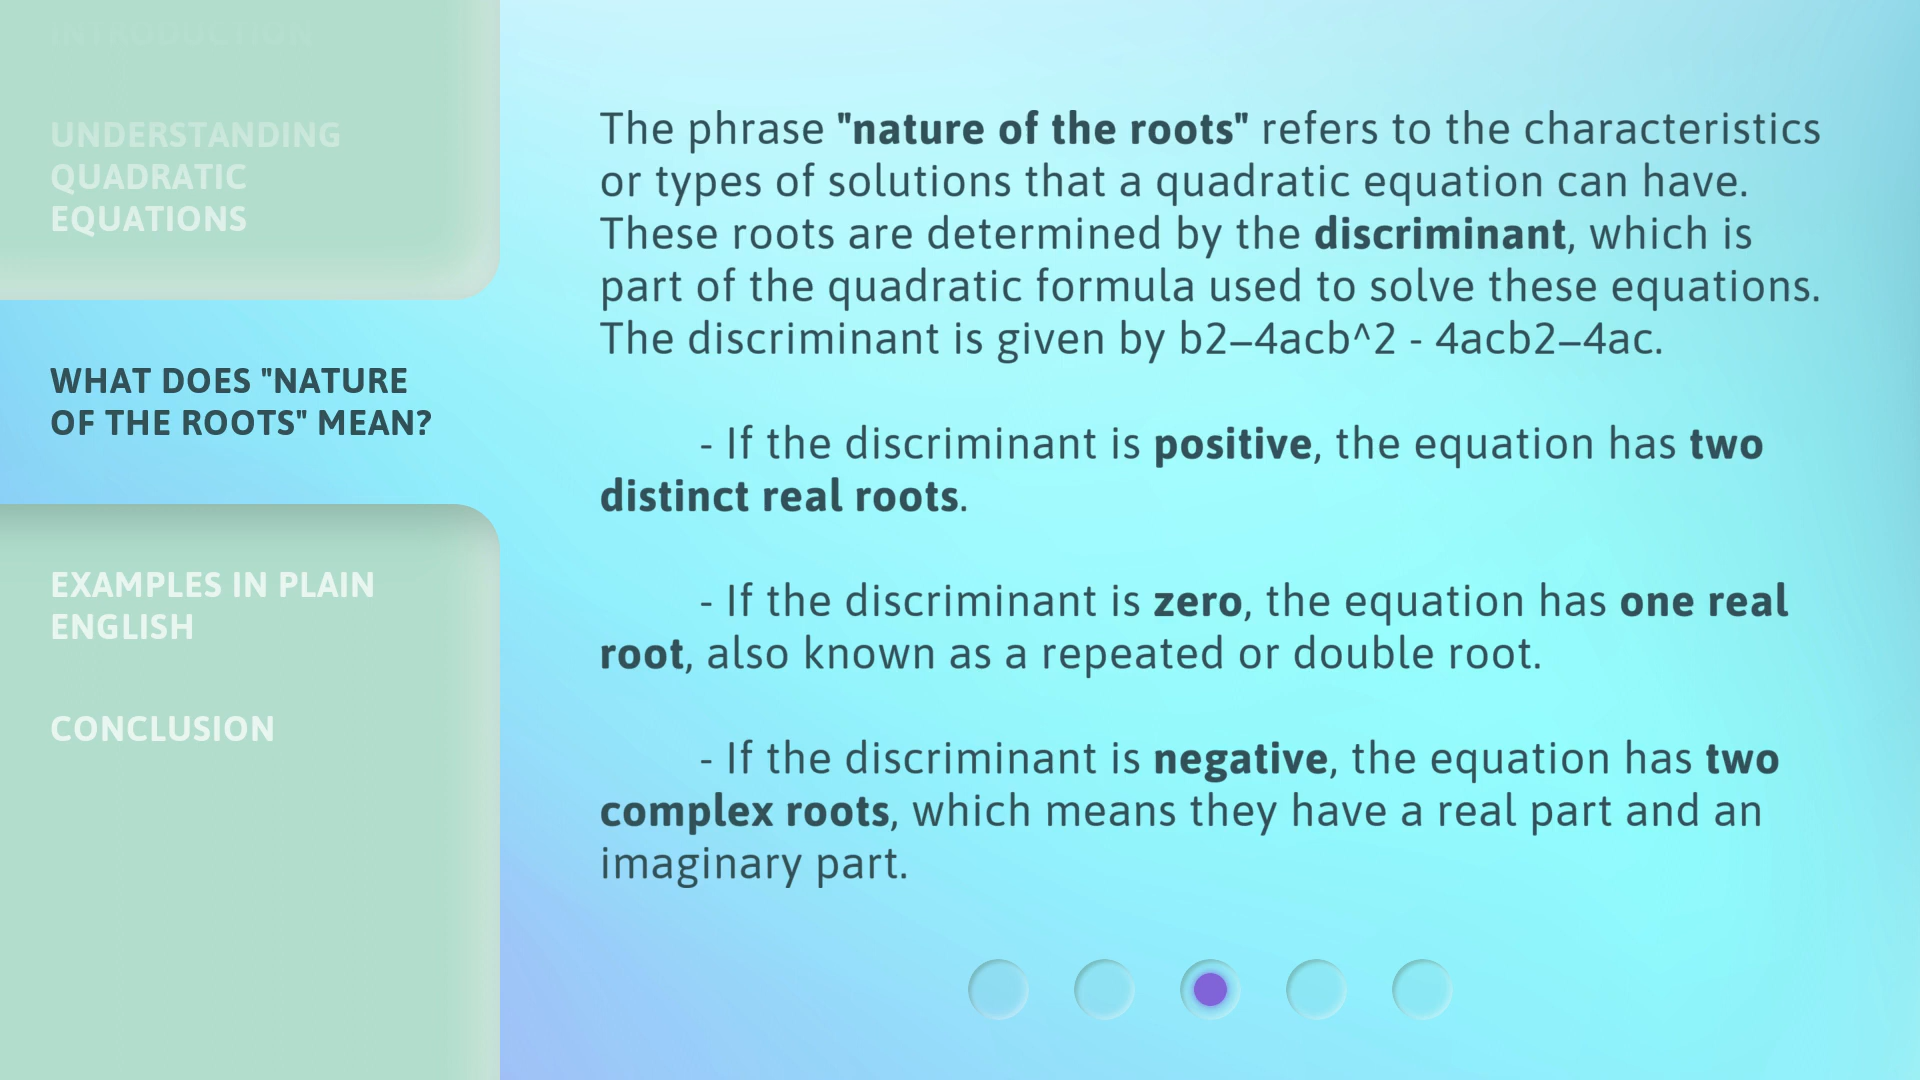 INTRODUCTION
UNDERSTANDING
QUADRATIC
EQUATIONS
WHAT DOES "NATURE
OF THE ROOTS" MEAN?
EXAMPLES IN PLAIN
ENGLISH
CONCLUSION
The phrase "nature of the roots" refers to the characteristics
or types of solutions that a quadratic equation can have.
These roots are determined by the discriminant, which is
part of the quadratic formula used to solve these equations.
The discriminant is given by b2–4acb^2 - 4acb2–4ac.
- If the discriminant is positive, the equation has two
distinct real roots.
- If the discriminant is zero, the equation has one real
root, also known as a repeated or double root.
- If the discriminant is negative, the equation has two
complex roots, which means they have a real part and an
imaginary part.